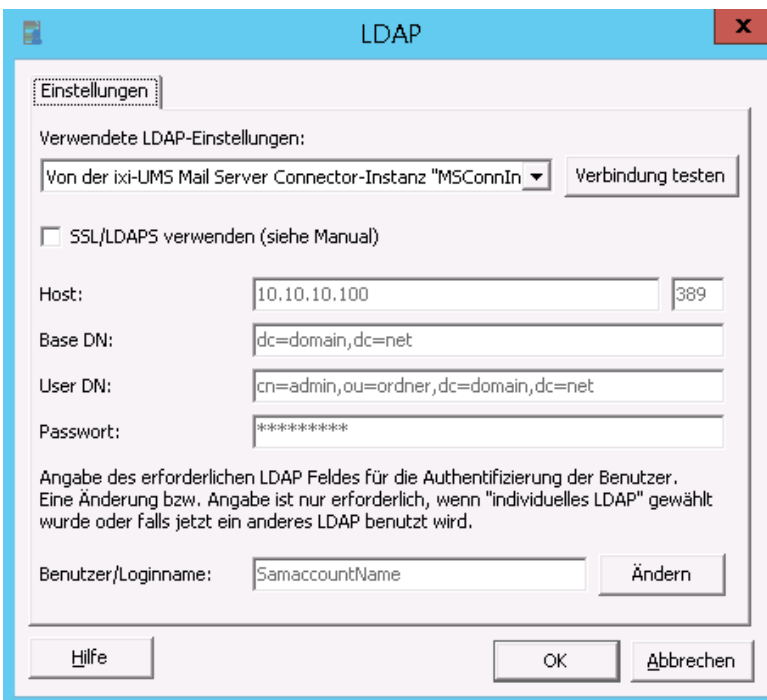 LDAP
x
Einstellungen
Verwendete LDAP-Einstellungen:
Von der ixi-UMS Mail Server Connector-Instanz "MSConnIn
Verbindung testen
SSL/LDAPS verwenden (siehe Manual)
Host: 10.10.10.100 389
Base DN: dc=domain,dc=net
User DN: cn=admin,ou=ordner,dc=domain,dc=net
Passwort: *********
Angabe des erforderlichen LDAP Feldes für die Authentifizierung der Benutzer.
Eine Änderung bzw. Angabe ist nur erforderlich, wenn "individuelles LDAP" gewählt
wurde oder falls jetzt ein anderes LDAP benutzt wird.
Benutzer/Loginname: SamaccountName Ändern
Hilfe OK Abbrechen